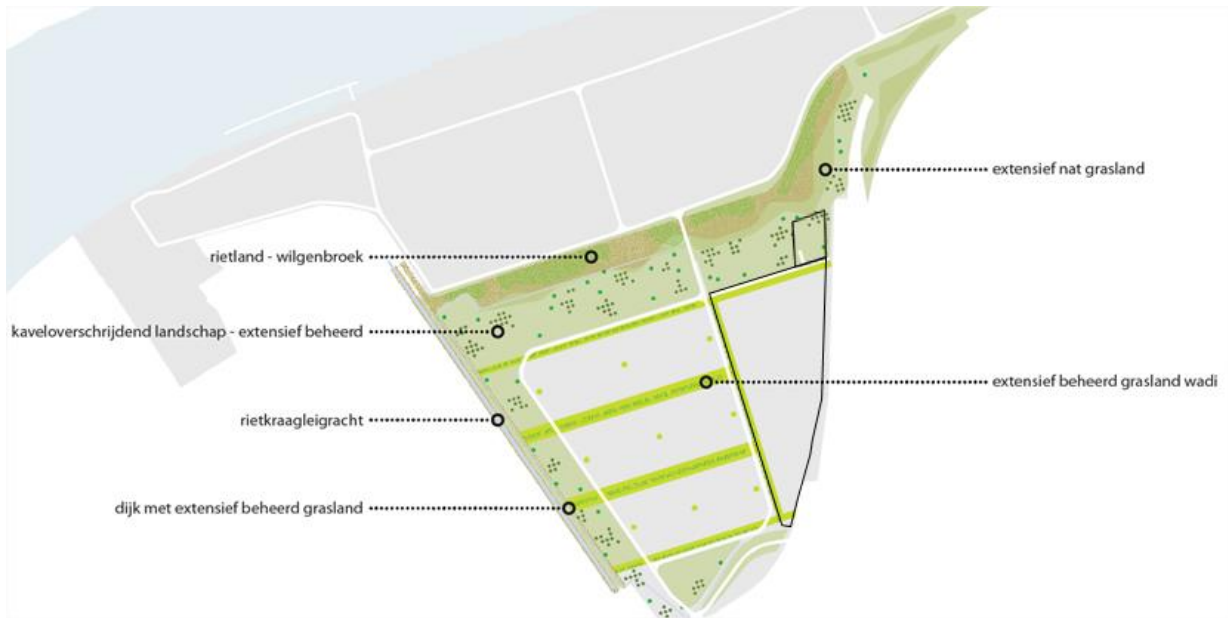 extensief nat grasland
rietland - wilgenbroek
kaveloverschrijdend landschap - extensief beheerd
extensief beheerd grasland wadi
rietkraagleigracht
dijk met extensief beheerd grasland